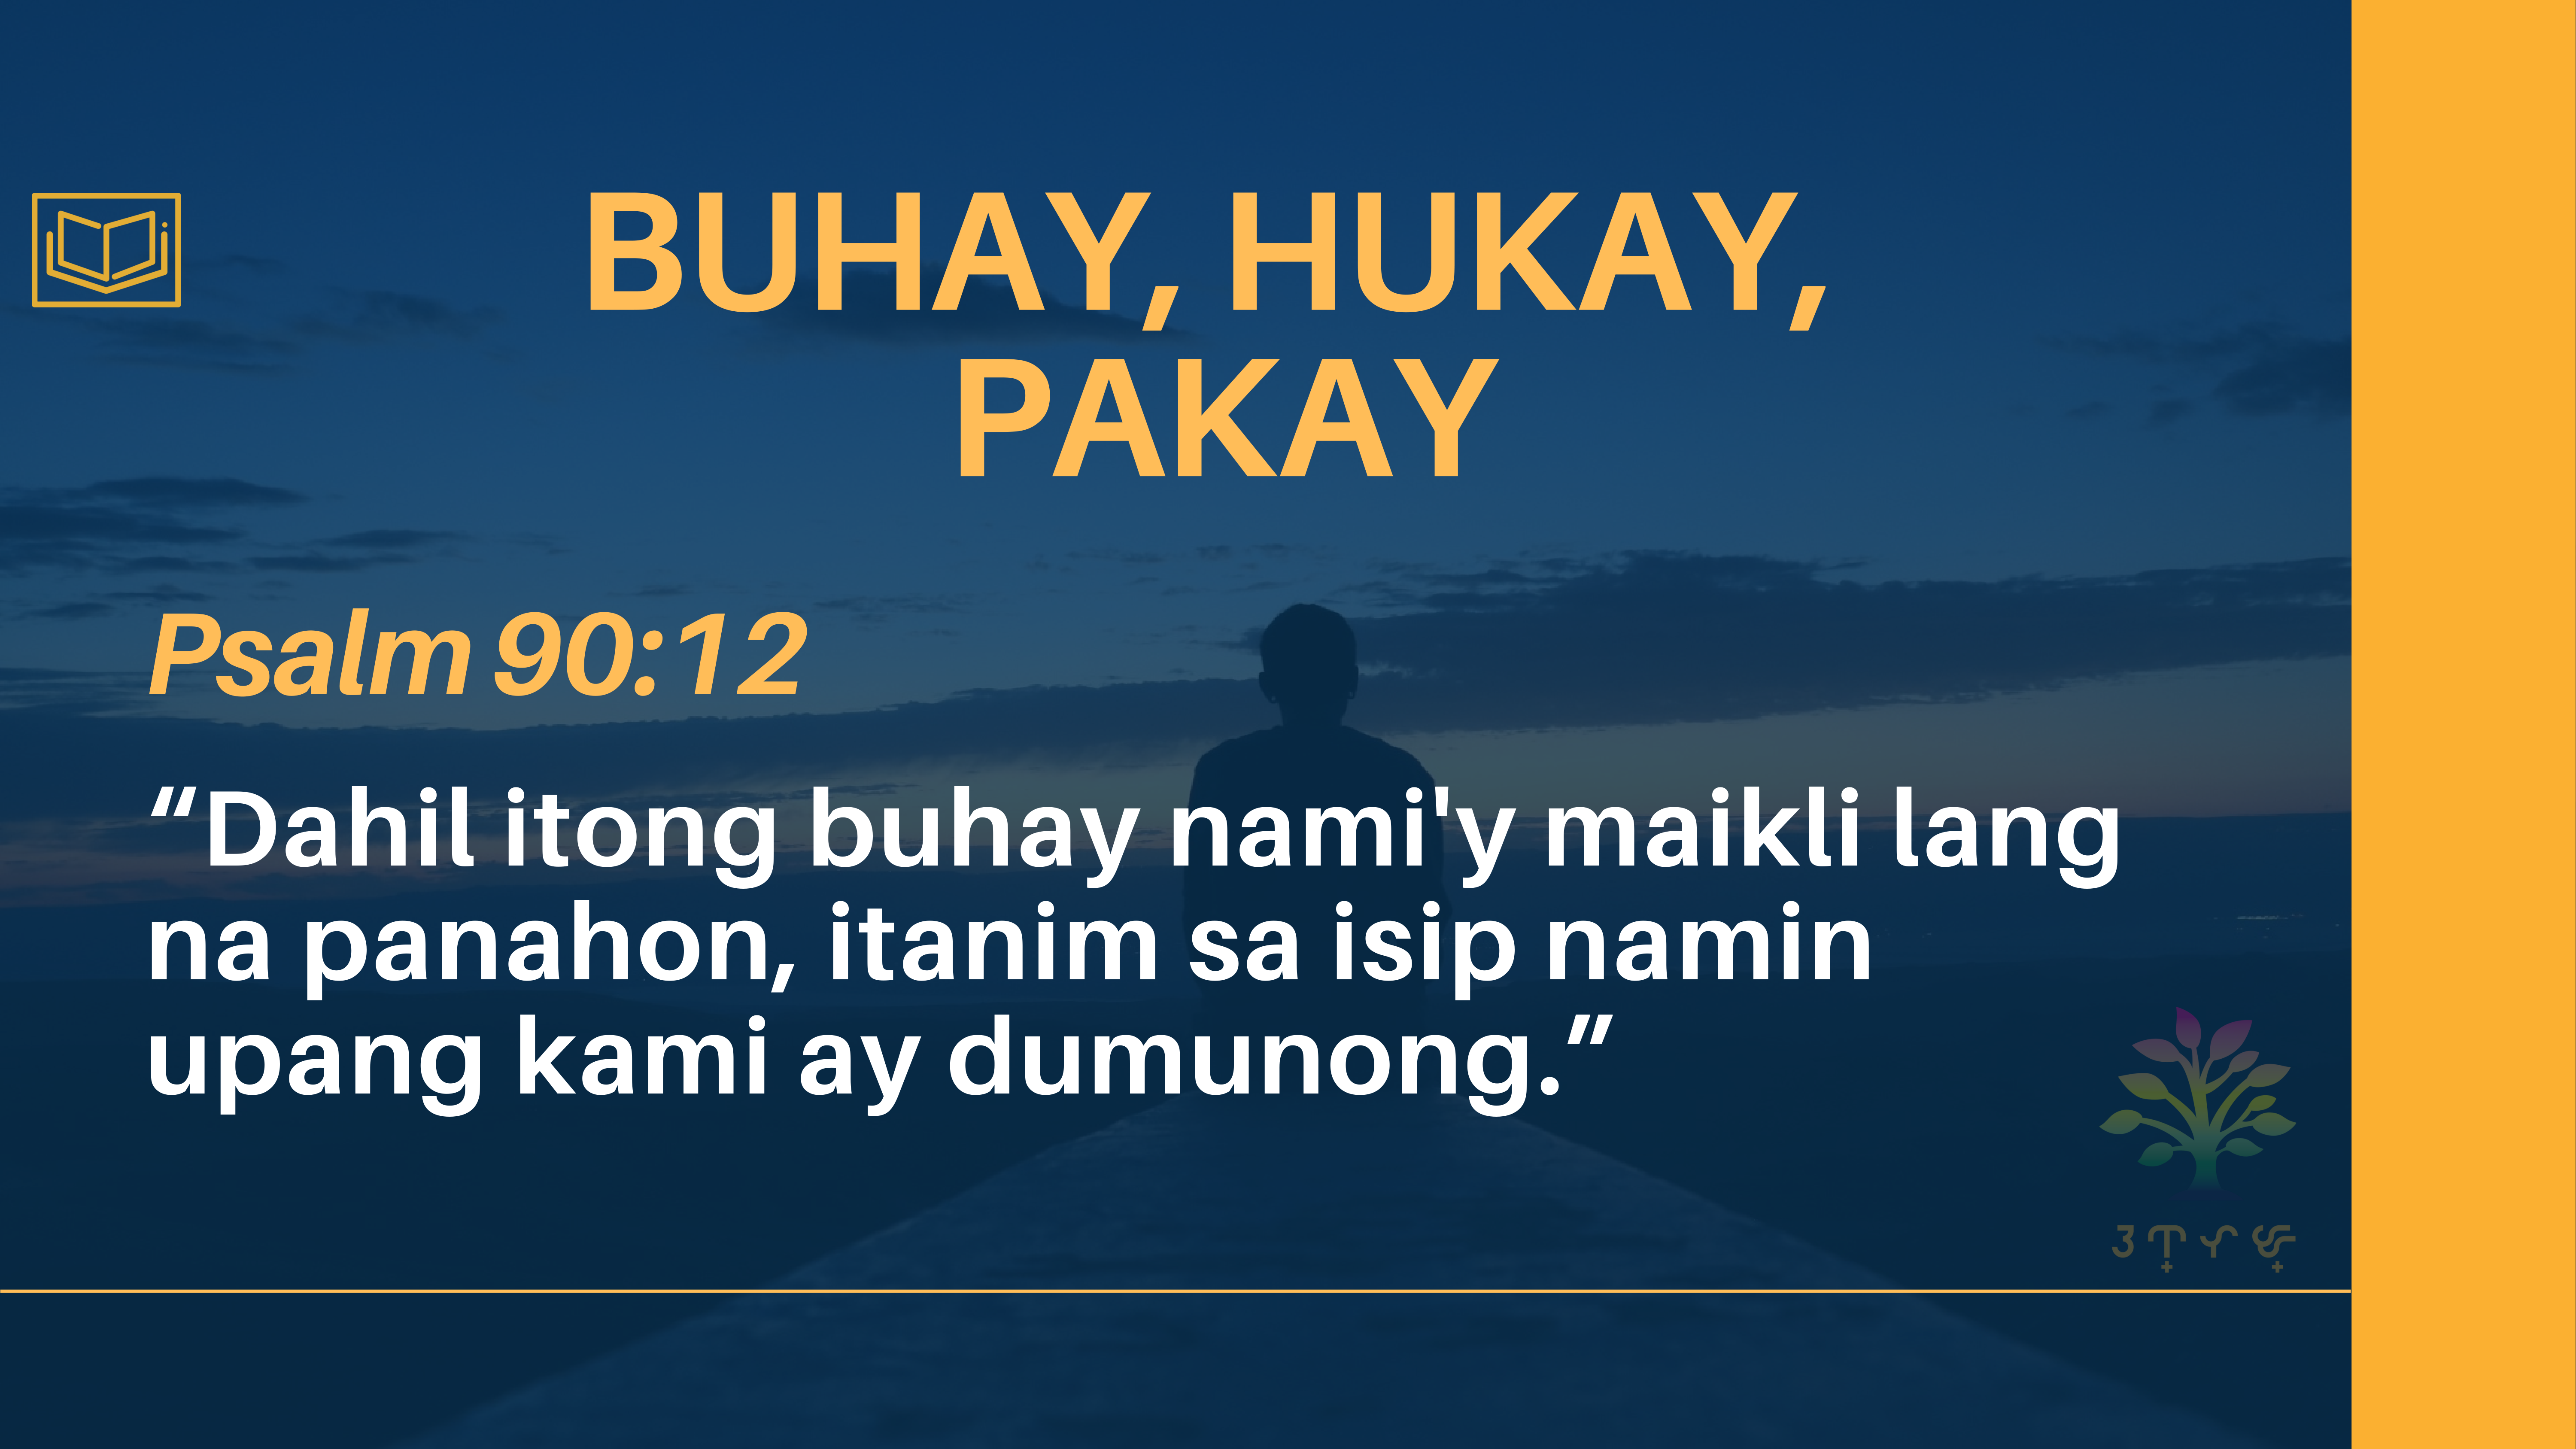 BUHAY, HUKAY,
PAKAY
Psalm 90:12
“Dahil itong buhay nami'y maikli lang
na panahon, itanim sa isip namin
upang kami ay dumunong.”